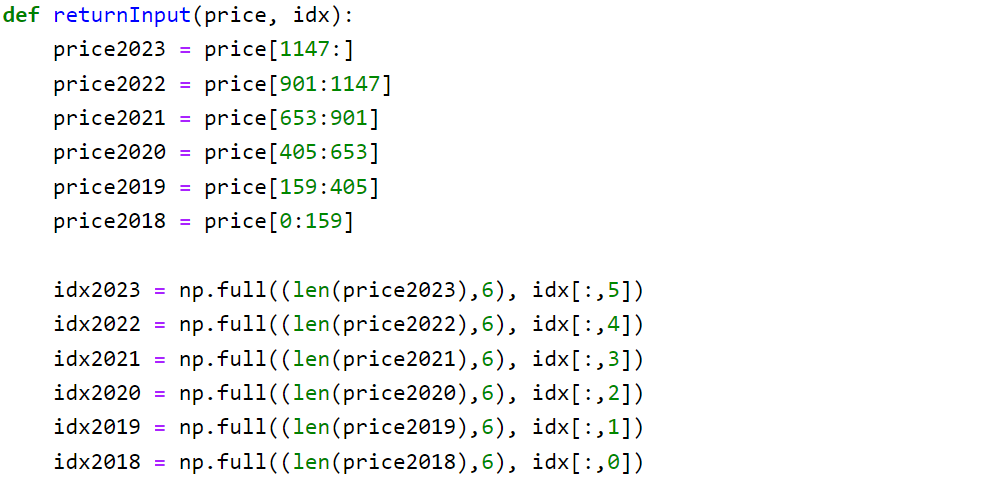 def returnInput(price, idx):
    price2023 = price[1147:]
    price2022 = price[901:1147]
    price2021 = price[653:901]
    price2020 = price[405:653]
    price2019 = price[159:405]
    price2018 = price[0:159]

    idx2023 = np.full((len(price2023),6), idx[:,5])
    idx2022 = np.full((len(price2022),6), idx[:,4])
    idx2021 = np.full((len(price2021),6), idx[:,3])
    idx2020 = np.full((len(price2020),6), idx[:,2])
    idx2019 = np.full((len(price2019),6), idx[:,1])
    idx2018 = np.full((len(price2018),6), idx[:,0])